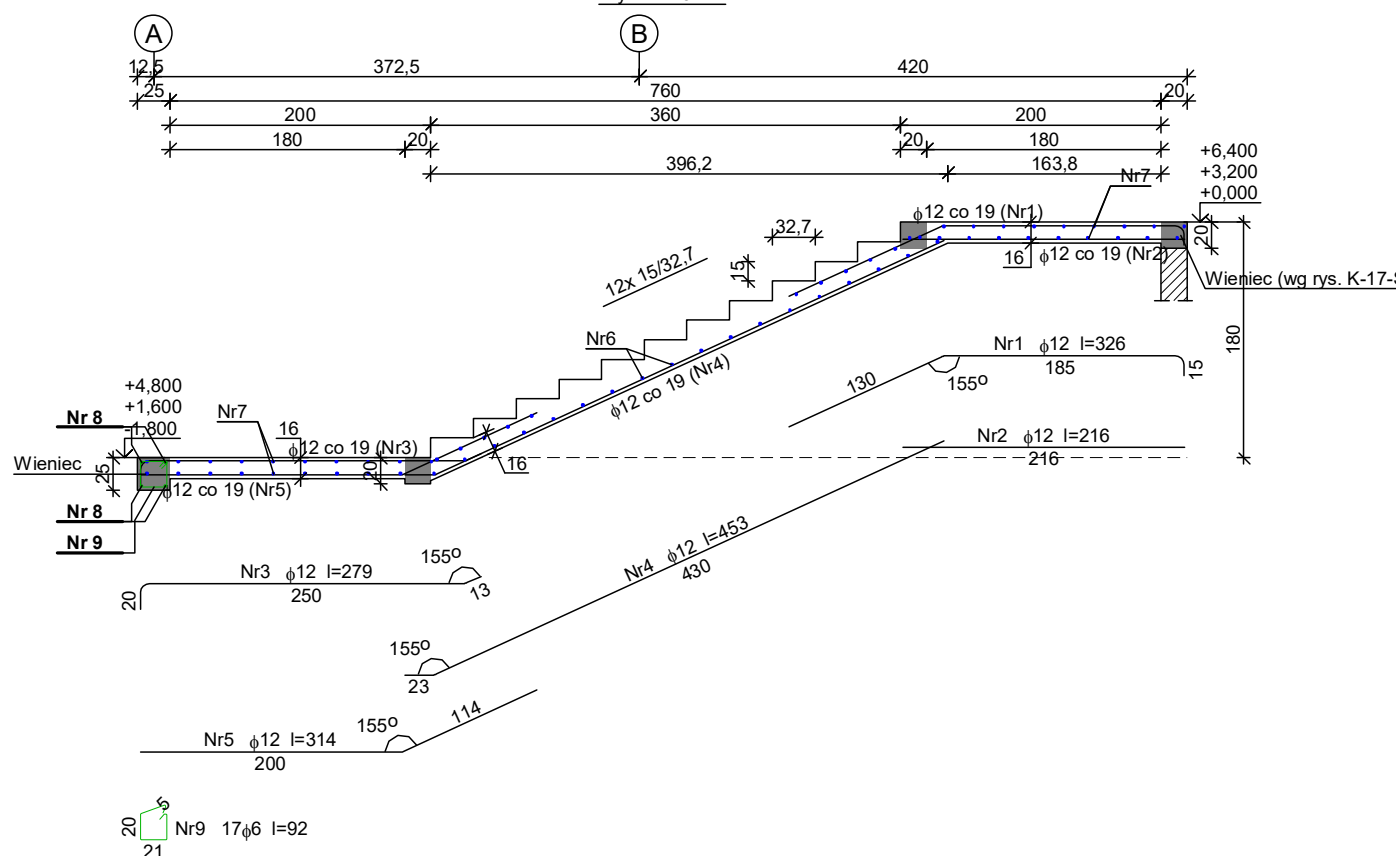 A
B
12,5
372,5
420
25
760
20
200
360
200
180
20
20
180
396,2
163,8
+6,400
+3,200
+0,000
Nr7
ϕ12 co 19 (Nr1)
32,7
20
16
ϕ12 co 19 (Nr2)
12x 15/32,7
15
Wieniec (wg rys. K-17-
180
Nr6
Nr1 ϕ12 l=326
185
15
130
155o
ϕ12 co 19 (Nr4)
+4,800
+1,600
-1,800
Nr 8
Nr7
16
ϕ12 co 19 (Nr3)
Nr2 ϕ12 l=216
216
Wieniec
25
20
16
ϕ12 co 19 (Nr5)
Nr 8
Nr 9
155o
Nr3 ϕ12 l=279
250
20
13
Nr4 ϕ12 l=453
430
155o
23
114
155o
Nr5 ϕ12 l=314
200
5
20
Nr9 17ϕ6 l=92
21